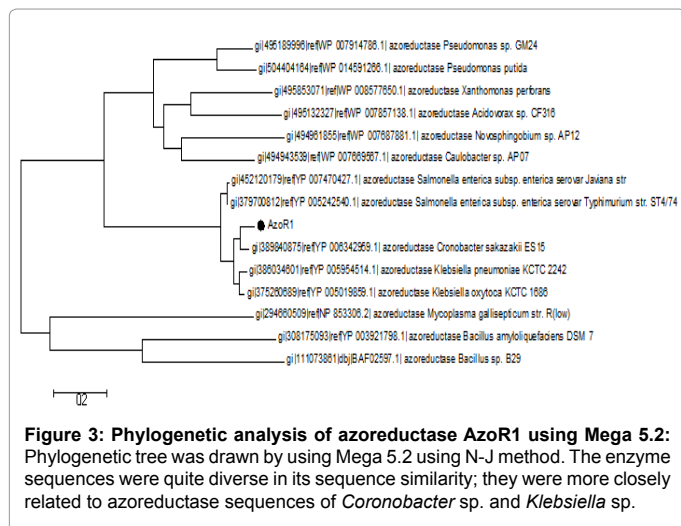 gi|495189996|ref|WP 007914786.1| azoreductase Pseudomonas sp. GM24
gi|504404164|ref|WP 014591266.1| azoreductase Pseudomonas putida
gi|495853071|ref|WP 008577650.1| azoreductase Xanthomonas perforans
gi|495132327|ref|WP 007857138.1| azoreductase Acidovorax sp. CF316
gi|494961855|ref|WP 007687881.1| azoreductase Novosphingobium sp. AP12
gi|494943539|ref|WP 007669567.1| azoreductase Caulobacter sp. AP07
gi|452120179|ref|YP 007470427.1| azoreductase Salmonella enterica subsp. enterica serovar Javiana str
gi|379700812|ref|YP 005242540.1| azoreductase Salmonella enterica subsp. enterica serovar Typhimurium str. ST4/74
AzoR1
gi|389840875|ref|YP 006342959.1| azoreductase Cronobacter sakazakii ES15
gi|386034601|ref|YP 005954514.1| azoreductase Klebsiella pneumoniae KCTC 2242
gi|375260689|ref|YP 005019859.1| azoreductase Klebsiella oxytoca KCTC 1686
gi|294660509|ref|NP 853306.2| azoreductase Mycoplasma gallisepticum str. R(low)
gi|308175093|ref|YP 003921798.1| azoreductase Bacillus amyloliquefaciens DSM 7
gi|111073861|dbj|BAF02597.1| azoreductase Bacillus sp. B29
0.2
Figure 3: Phylogenetic analysis of azoreductase AzoR1 using Mega 5.2:
Phylogenetic tree was drawn by using Mega 5.2 using N-J method. The enzyme
sequences were quite diverse in its sequence similarity; they were more closely
related to azoreductase sequences of Coronobacter sp. and Klebsiella sp.